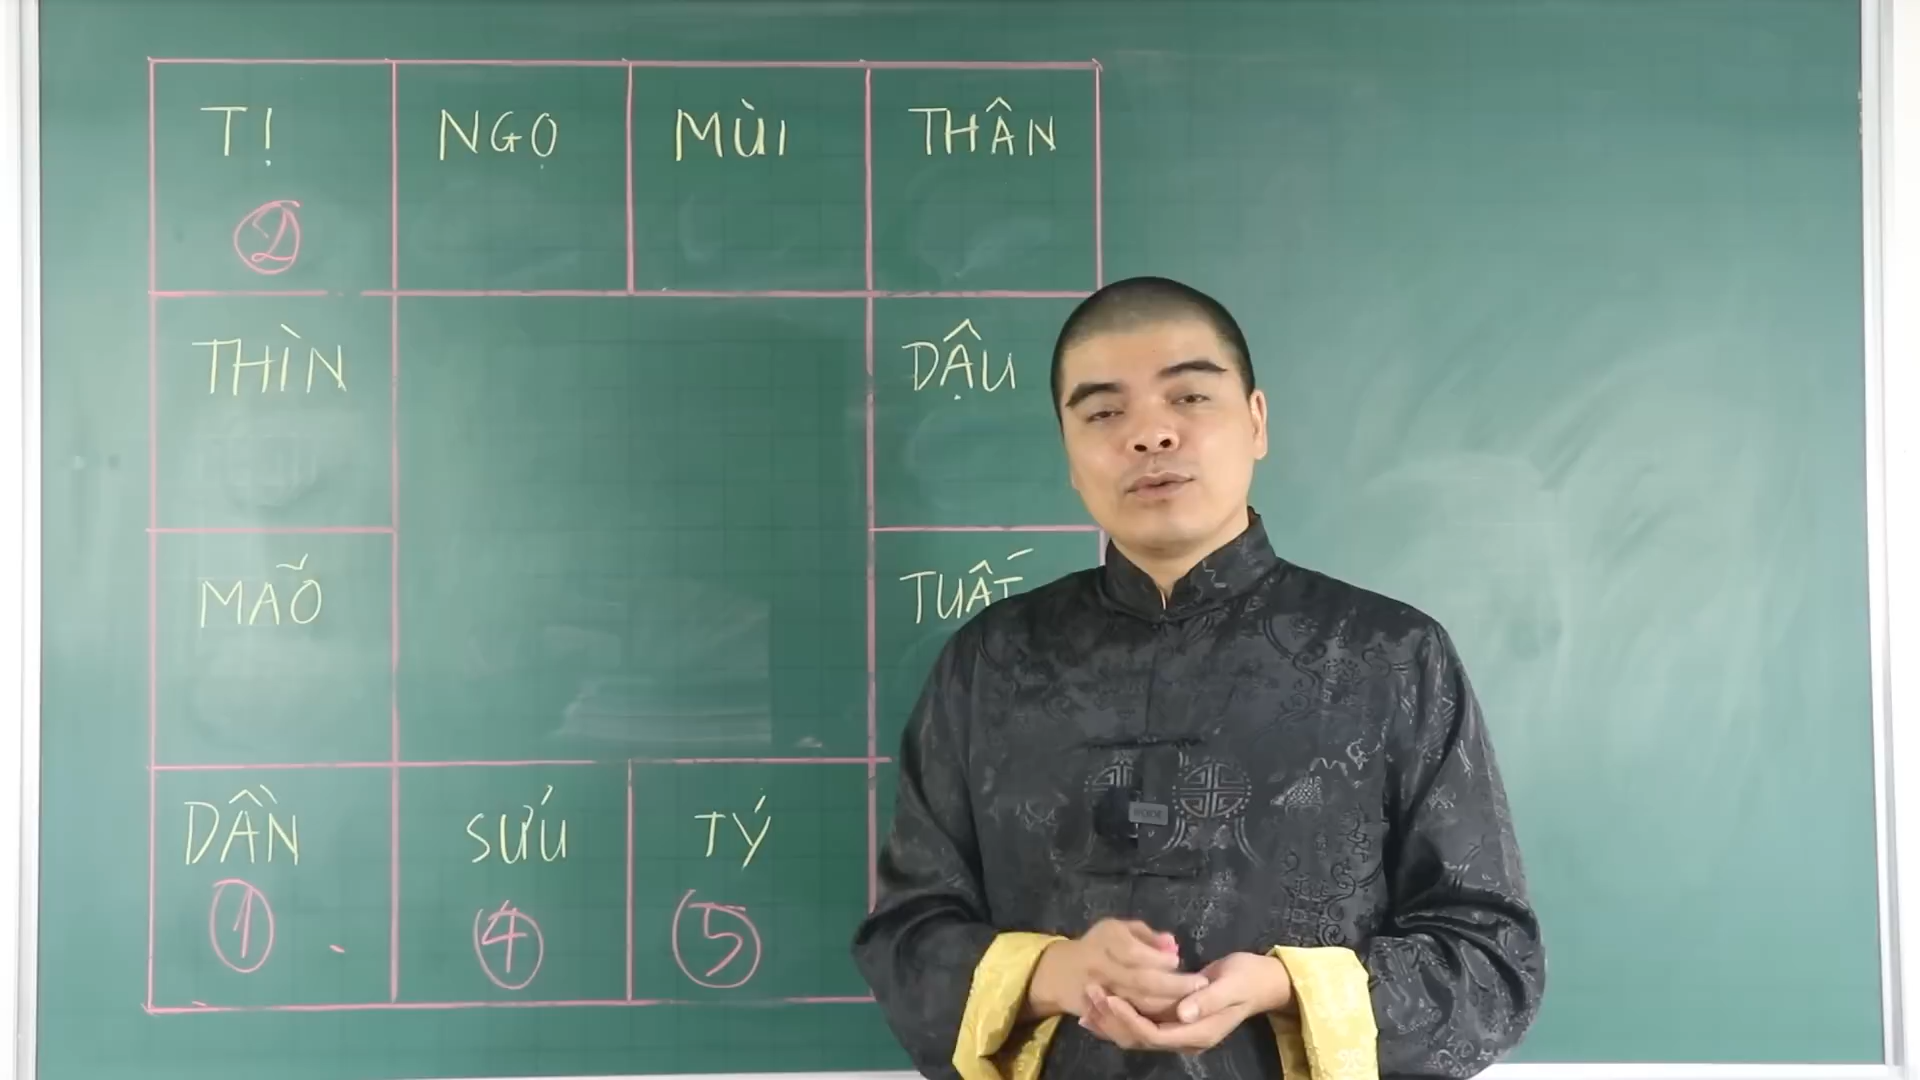 TỊ NGỌ MÙI THÂN
2
THÌN DẬU
MÃO TUẤT
DẦN SỬU TÝ
1 4 5